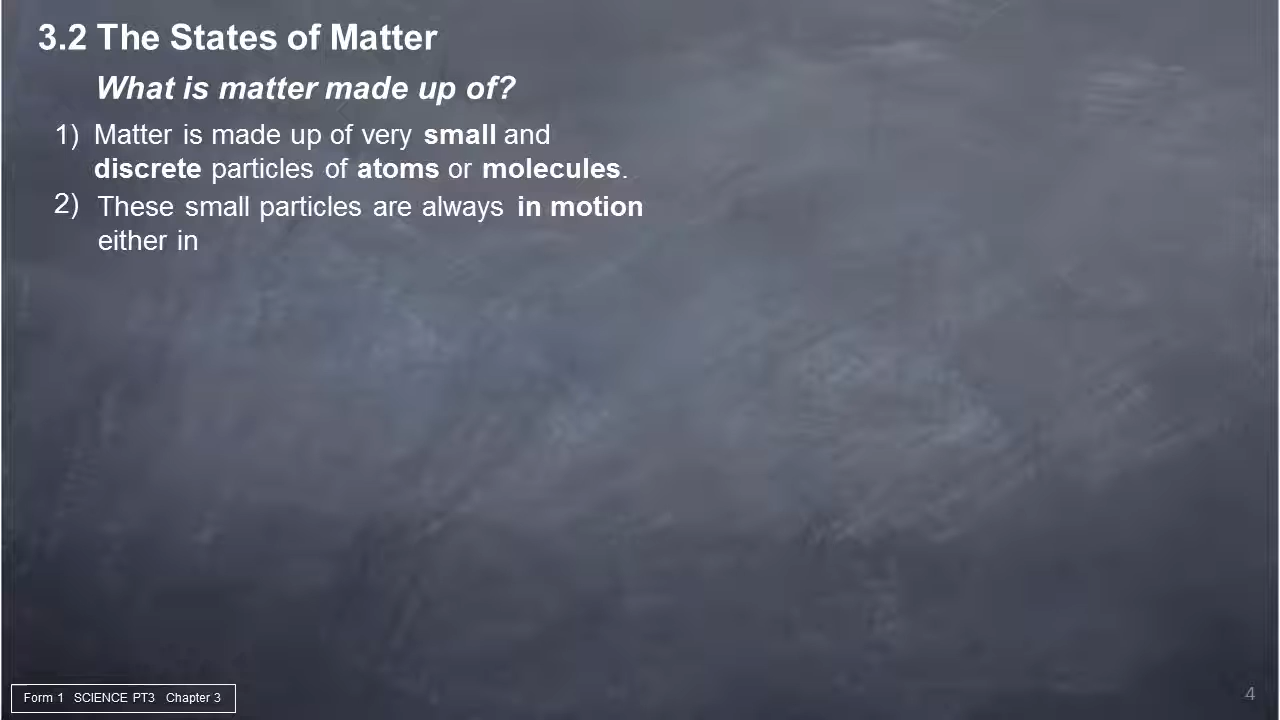 3.2 The States of Matter
What is matter made up of?
1) Matter is made up of very small and
discrete particles of atoms or molecules.
2) These small particles are always in motion
either in
Form 1 SCIENCE PT3 Chapter 3
4